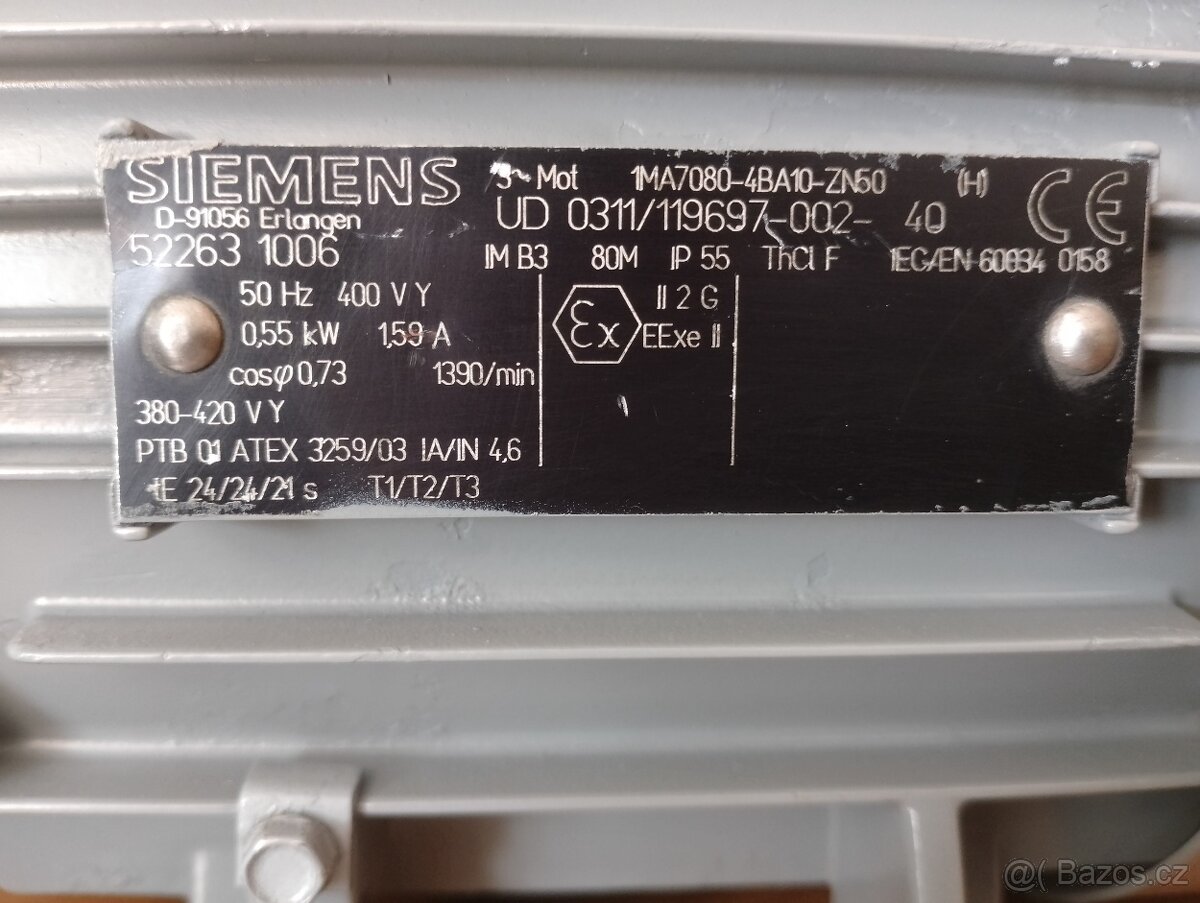 SIEMENS
D-91056 Erlangen
52263 1006
3~ Mot 1MA7080-4BA10-ZN50 (H)
UD 0311/119697-002- 40
IM B3 80M IP 55 ThCl F IEC/EN 60034 0158
CE
50 Hz 400 V Y
0,55 kW 1,59 A
cosφ 0,73 1390/min
380-420 V Y
PTB 01 ATEX 3259/03 IA/IN 4,6
tE 24/24/21 s T1/T2/T3
Ex II 2 G
EExe II
@( Bazos.cz